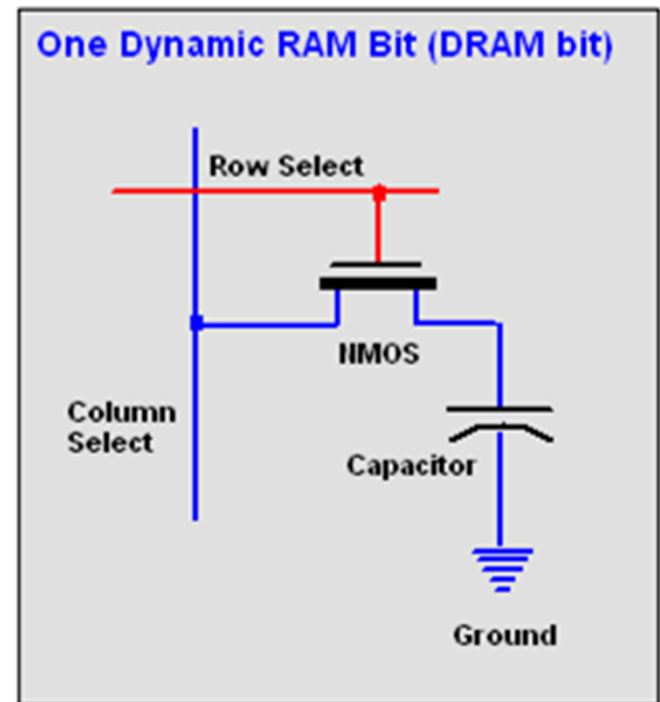 One Dynamic RAM Bit (DRAM bit)
Row Select
NMOS
Column
Select
Capacitor
Ground